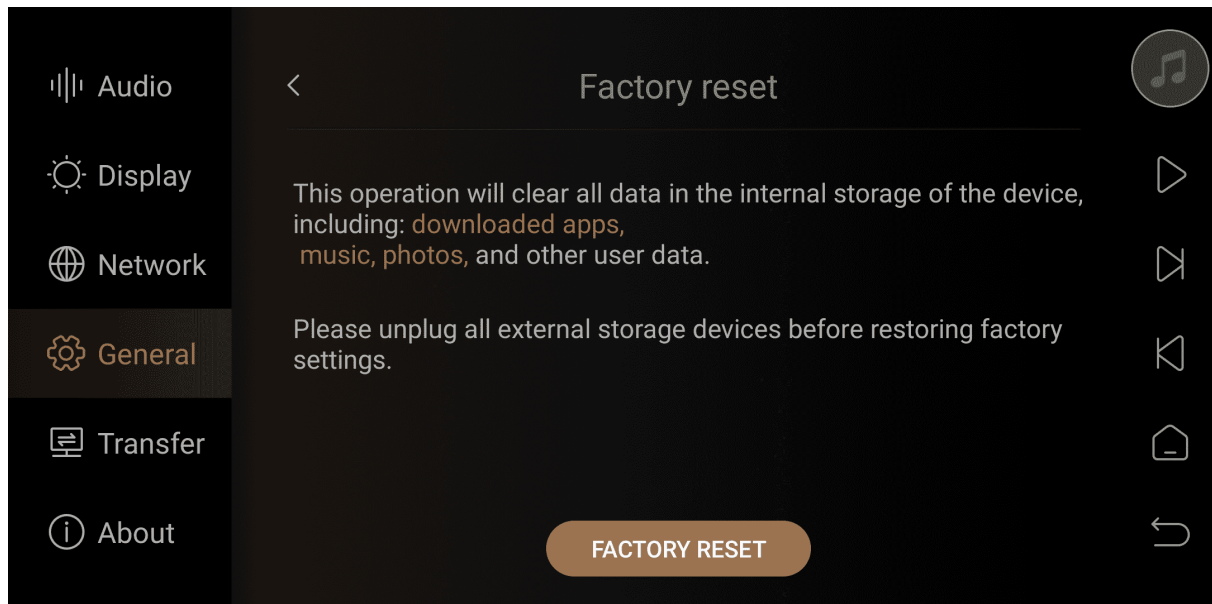 Audio
Display
Network
General
Transfer
About
Factory reset
This operation will clear all data in the internal storage of the device,
including: downloaded apps,
music, photos, and other user data.
Please unplug all external storage devices before restoring factory
settings.
FACTORY RESET